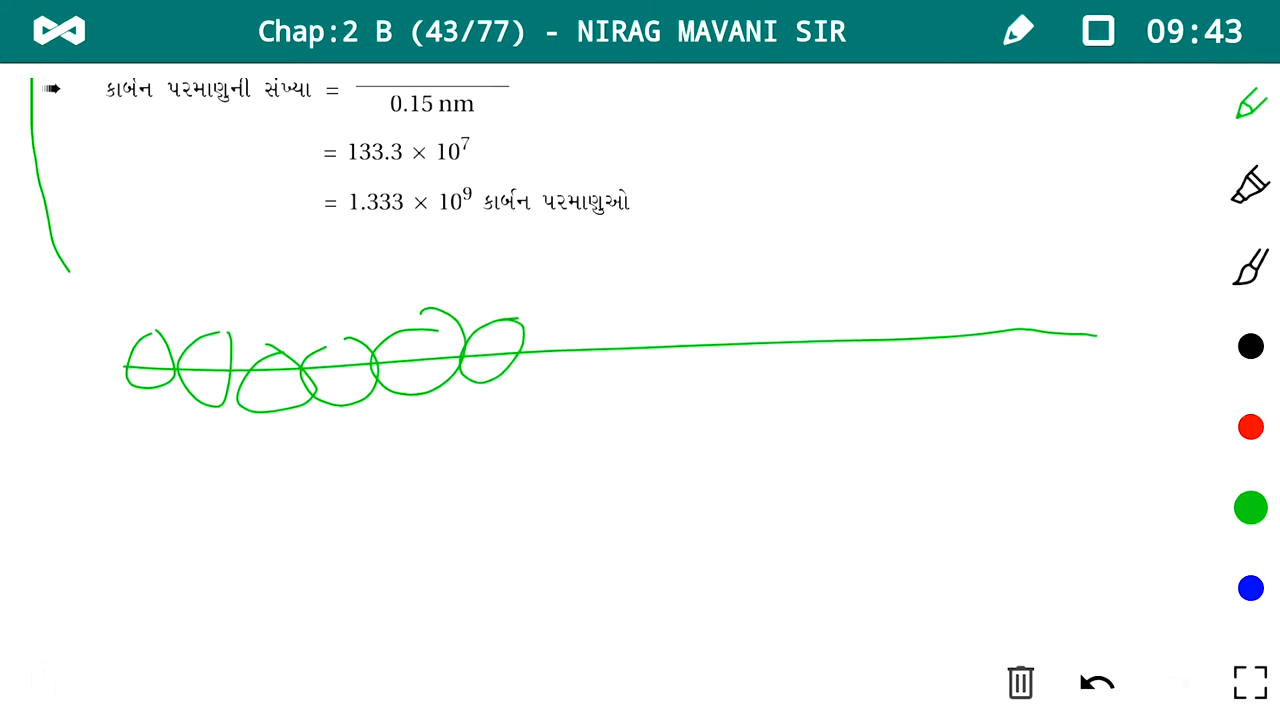 Chap:2 B (43/77) - NIRAG MAVANI SIR 09:43
કાર્બન પરમાણુની સંખ્યા =
0.15 nm
= 133.3 × 10⁷
= 1.333 × 10⁹ કાર્બન પરમાણુઓ